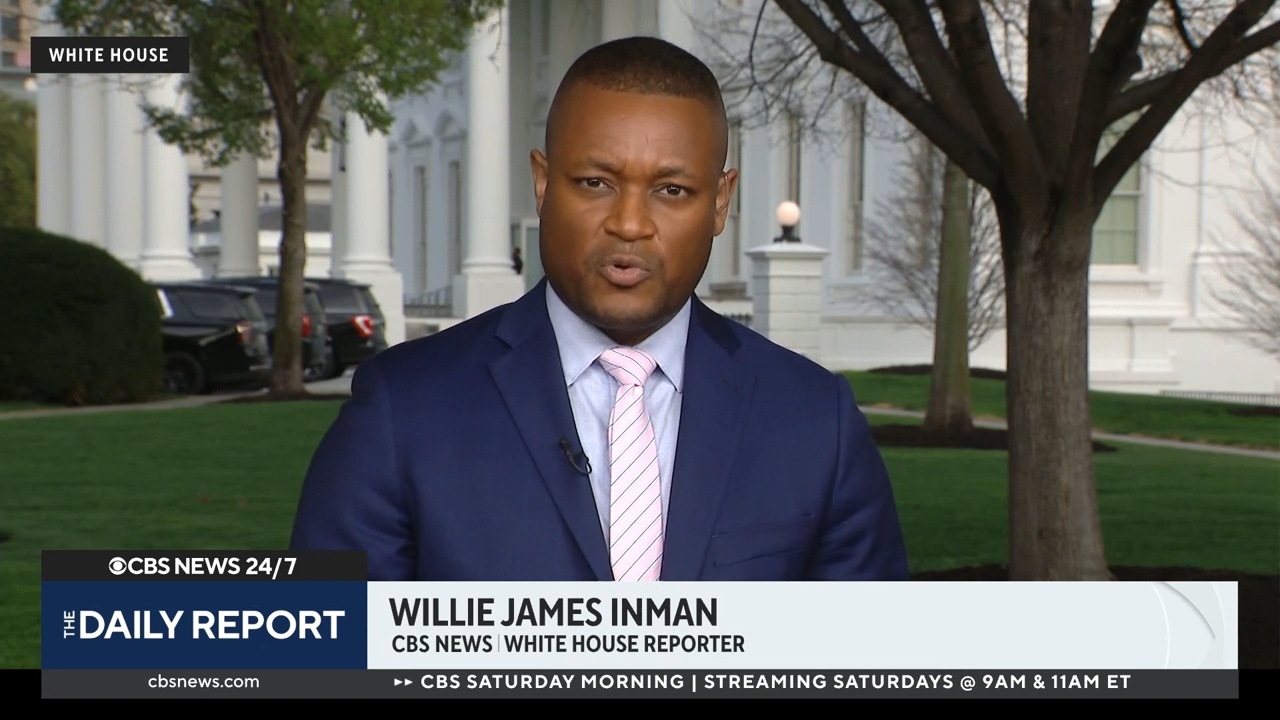 WHITE HOUSE
CBS NEWS 24/7
THE DAILY REPORT
WILLIE JAMES INMAN
CBS NEWS | WHITE HOUSE REPORTER
cbsnews.com
CBS SATURDAY MORNING | STREAMING SATURDAYS @ 9AM & 11AM ET